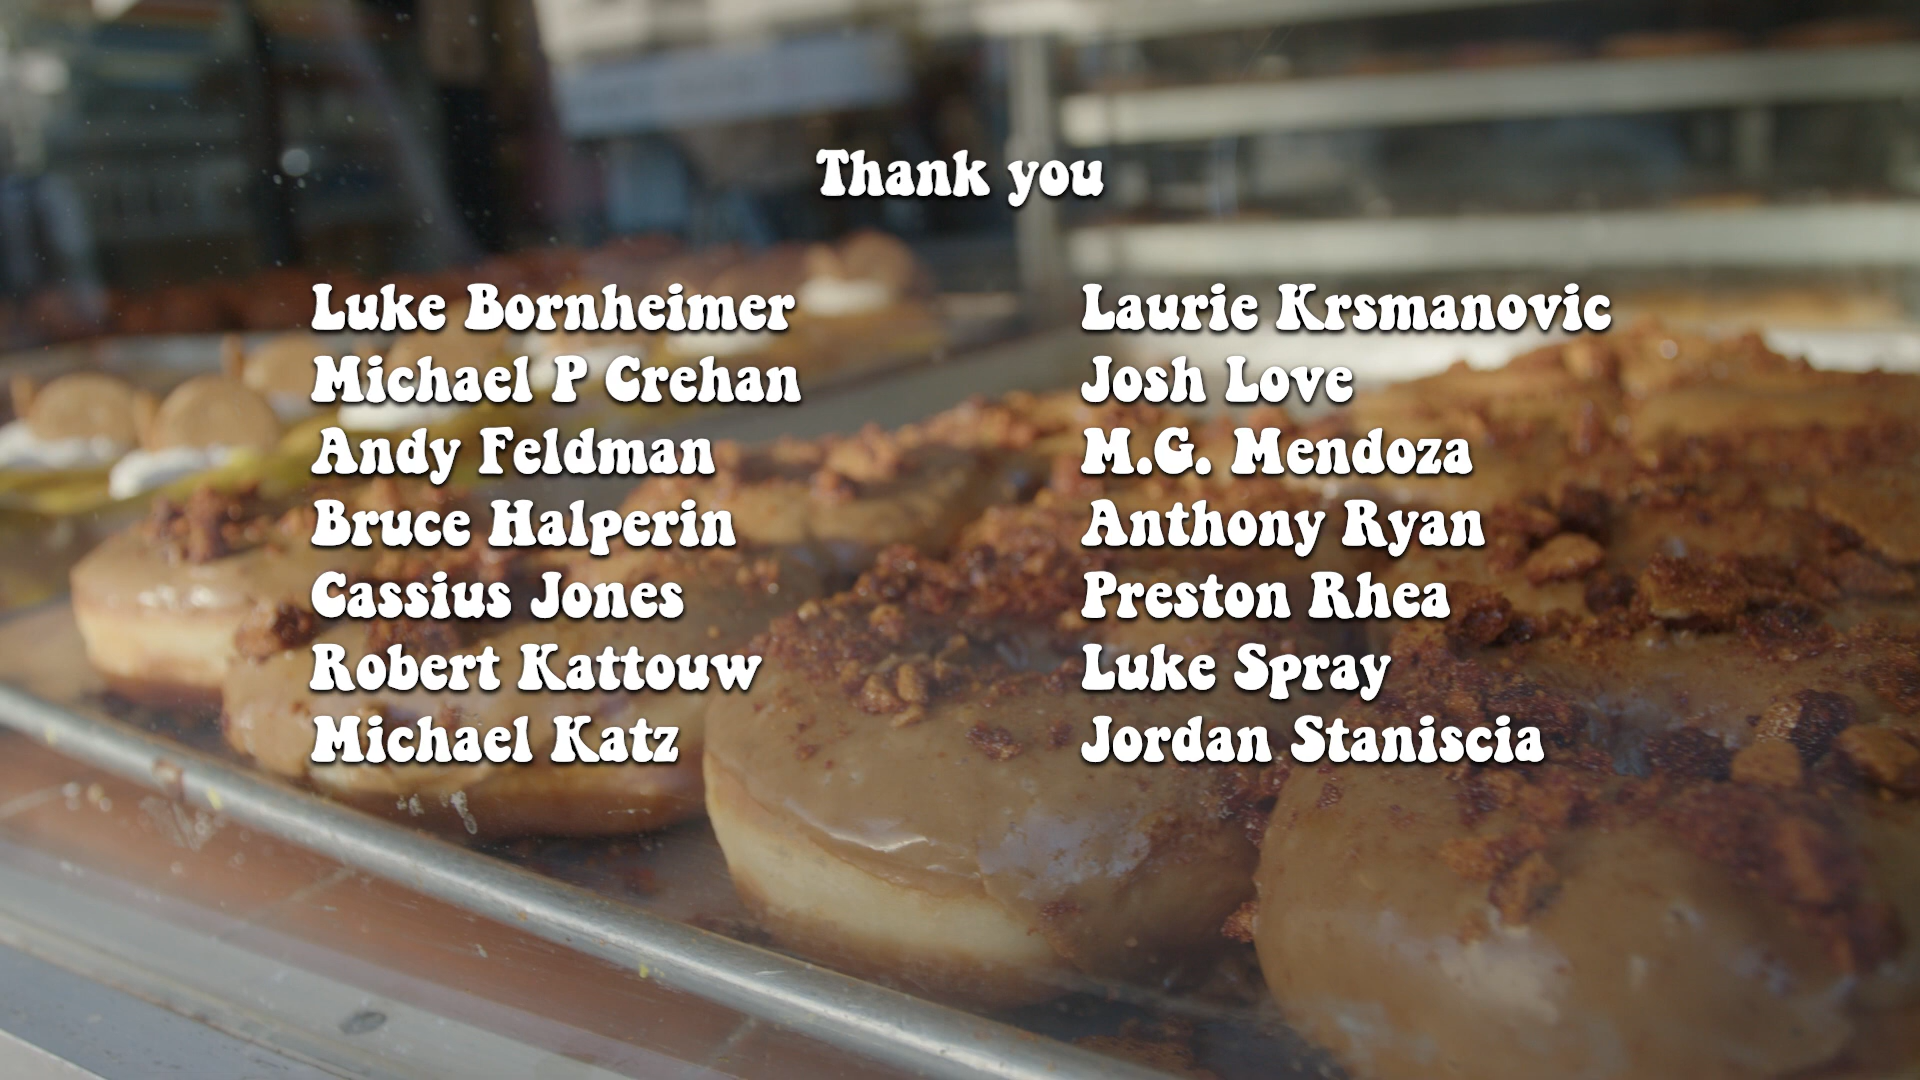 Thank you
Luke Bornheimer
Michael P Crehan
Andy Feldman
Bruce Halperin
Cassius Jones
Robert Kattouw
Michael Katz
Laurie Krsmanovic
Josh Love
M.G. Mendoza
Anthony Ryan
Preston Rhea
Luke Spray
Jordan Staniscia